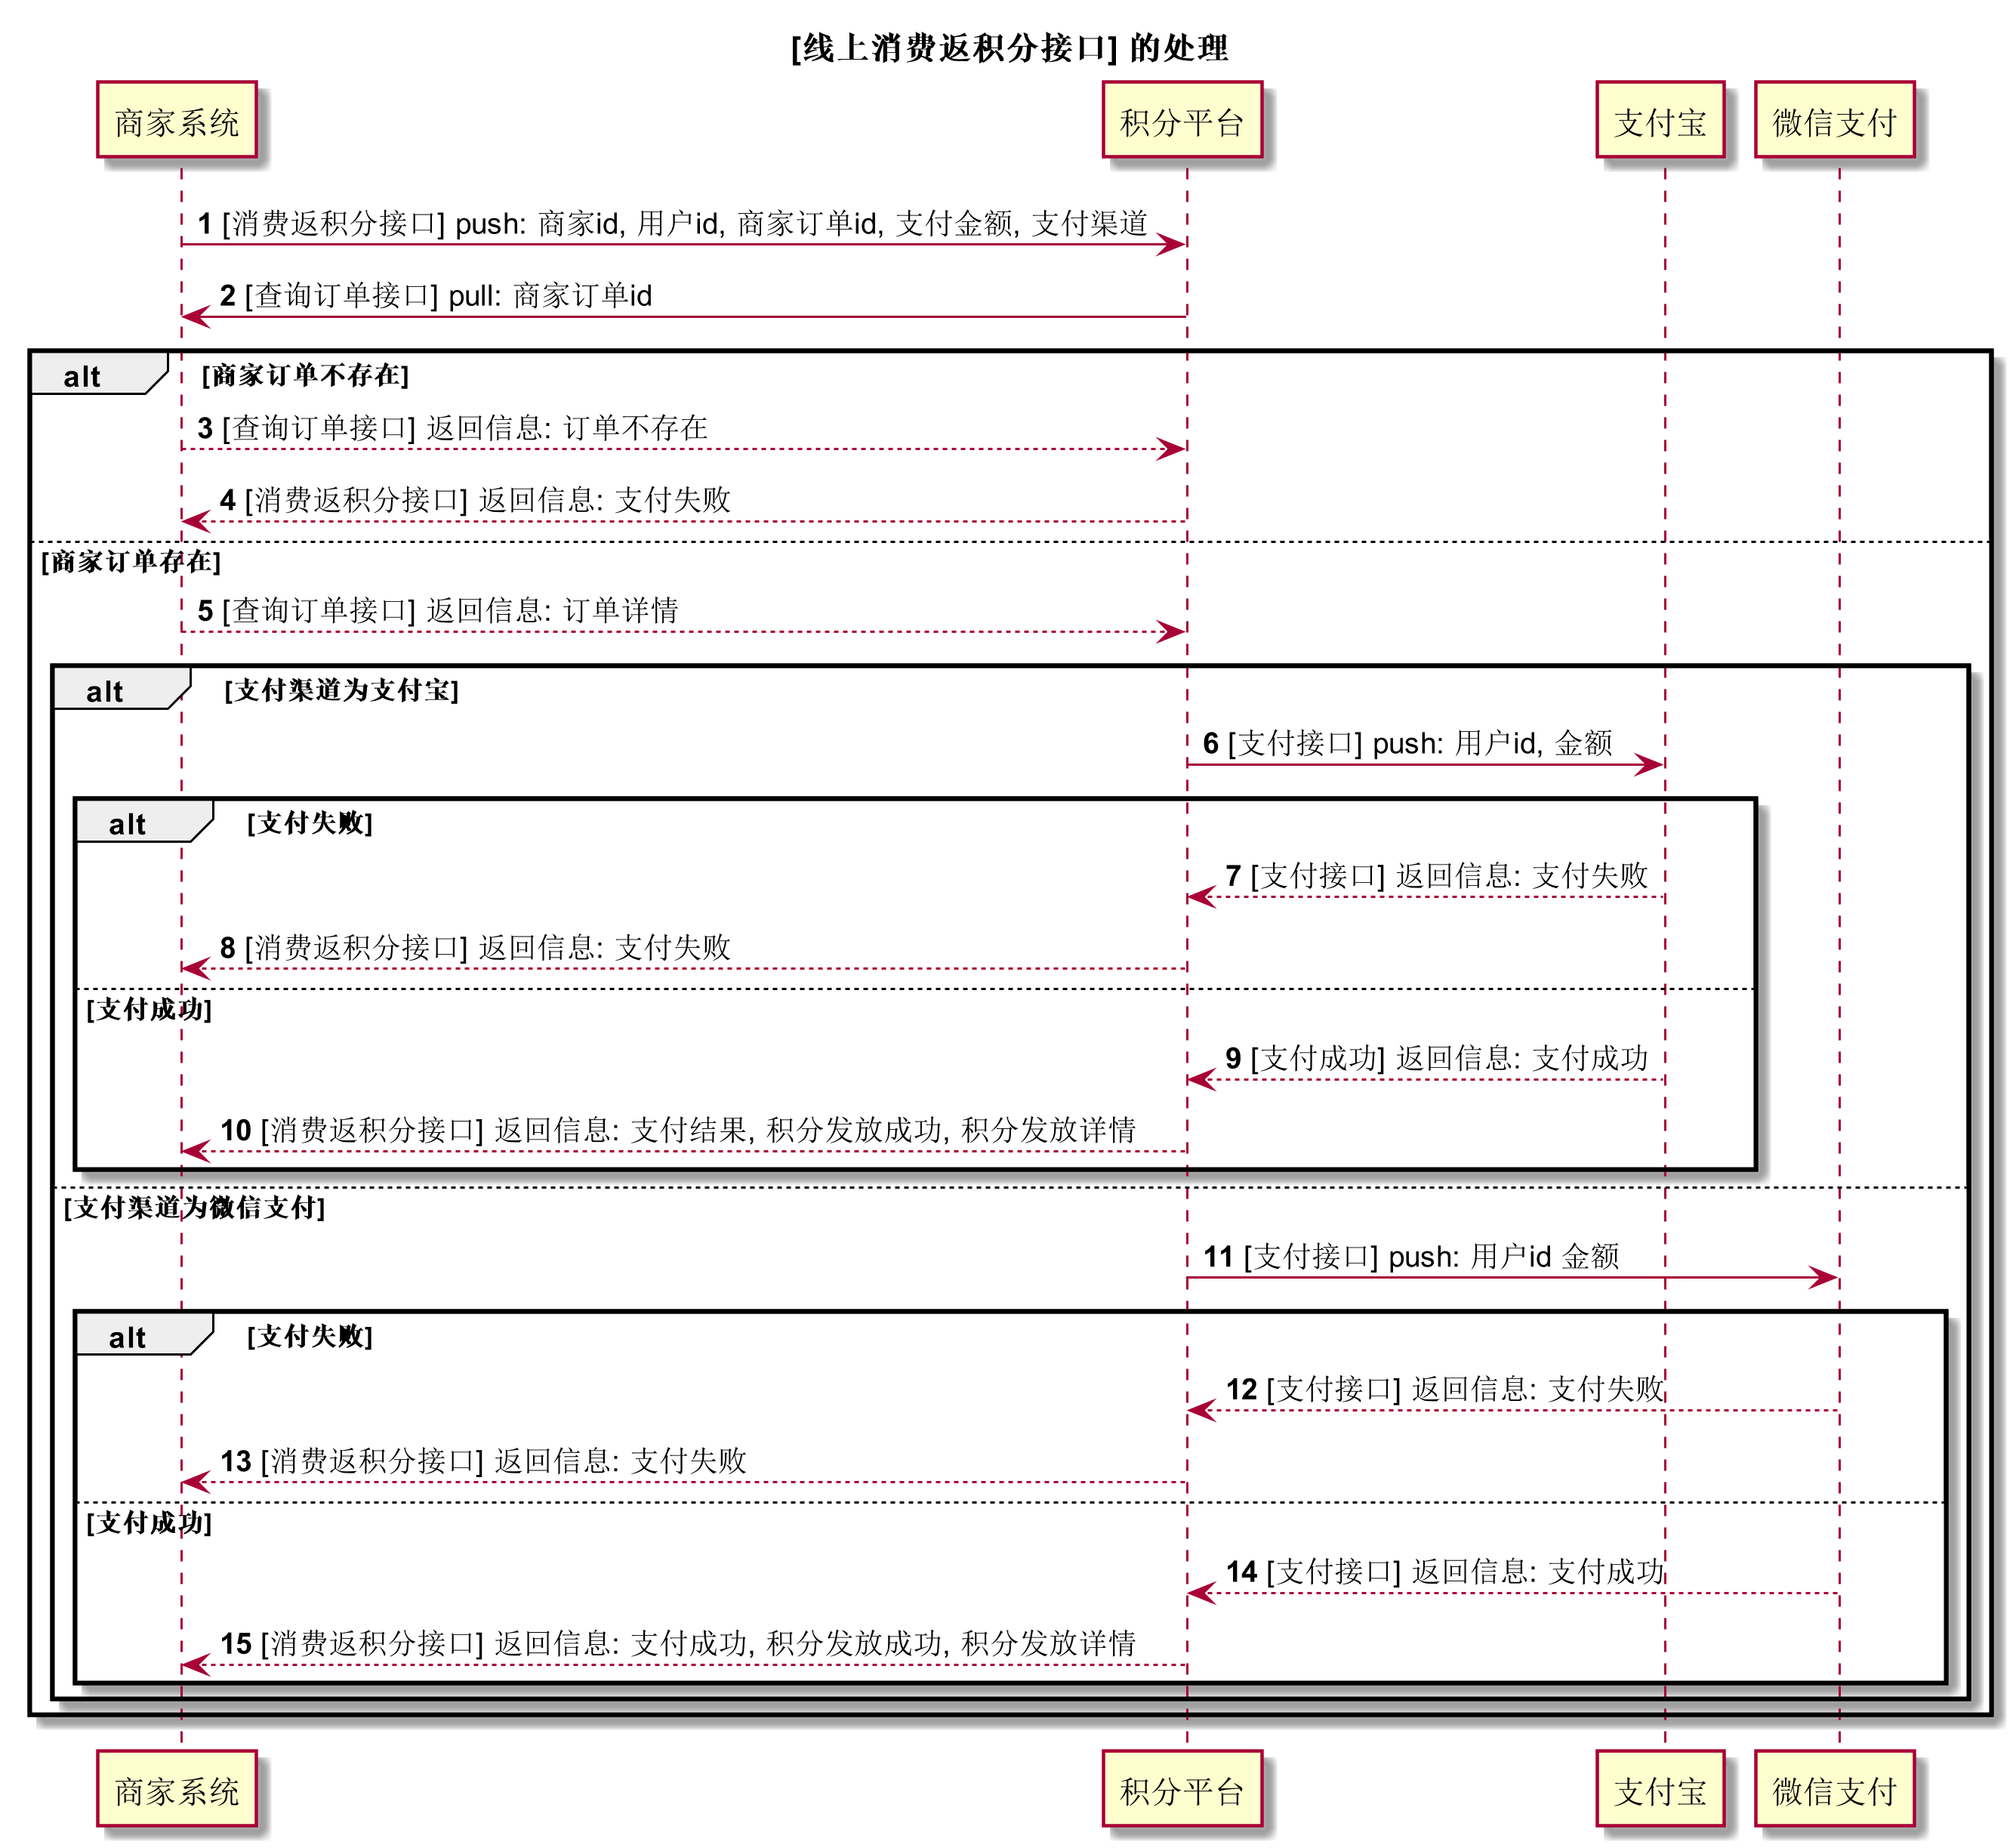 [线上消费返积分接口] 的处理
商家系统 积分平台 支付宝 微信支付
1 [消费返积分接口] push: 商家id, 用户id, 商家订单id, 支付金额, 支付渠道
2 [查询订单接口] pull: 商家订单id
alt [商家订单不存在]
3 [查询订单接口] 返回信息: 订单不存在
4 [消费返积分接口] 返回信息: 支付失败
[商家订单存在]
5 [查询订单接口] 返回信息: 订单详情
alt [支付渠道为支付宝]
6 [支付接口] push: 用户id, 金额
alt [支付失败]
7 [支付接口] 返回信息: 支付失败
8 [消费返积分接口] 返回信息: 支付失败
[支付成功]
9 [支付成功] 返回信息: 支付成功
10 [消费返积分接口] 返回信息: 支付结果, 积分发放成功, 积分发放详情
[支付渠道为微信支付]
11 [支付接口] push: 用户id 金额
alt [支付失败]
12 [支付接口] 返回信息: 支付失败
13 [消费返积分接口] 返回信息: 支付失败
[支付成功]
14 [支付接口] 返回信息: 支付成功
15 [消费返积分接口] 返回信息: 支付成功, 积分发放成功, 积分发放详情
商家系统 积分平台 支付宝 微信支付